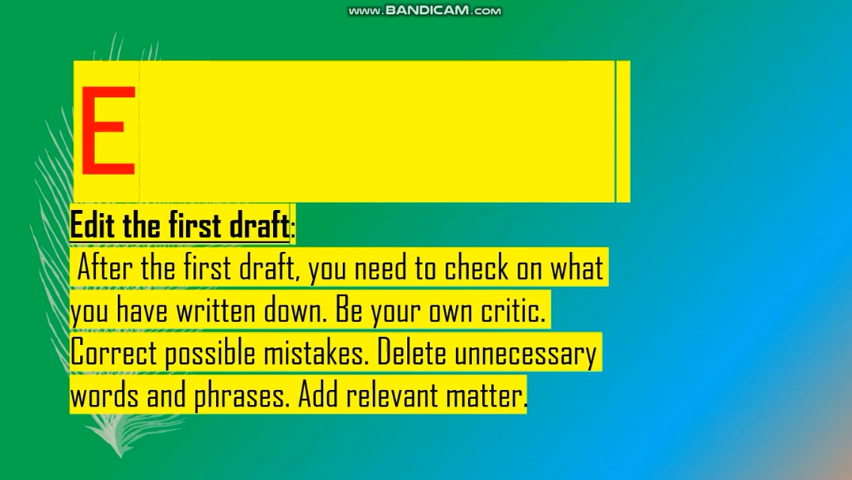 www.BANDICAM.com
E
Edit the first draft:
After the first draft, you need to check on what
you have written down. Be your own critic.
Correct possible mistakes. Delete unnecessary
words and phrases. Add relevant matter.